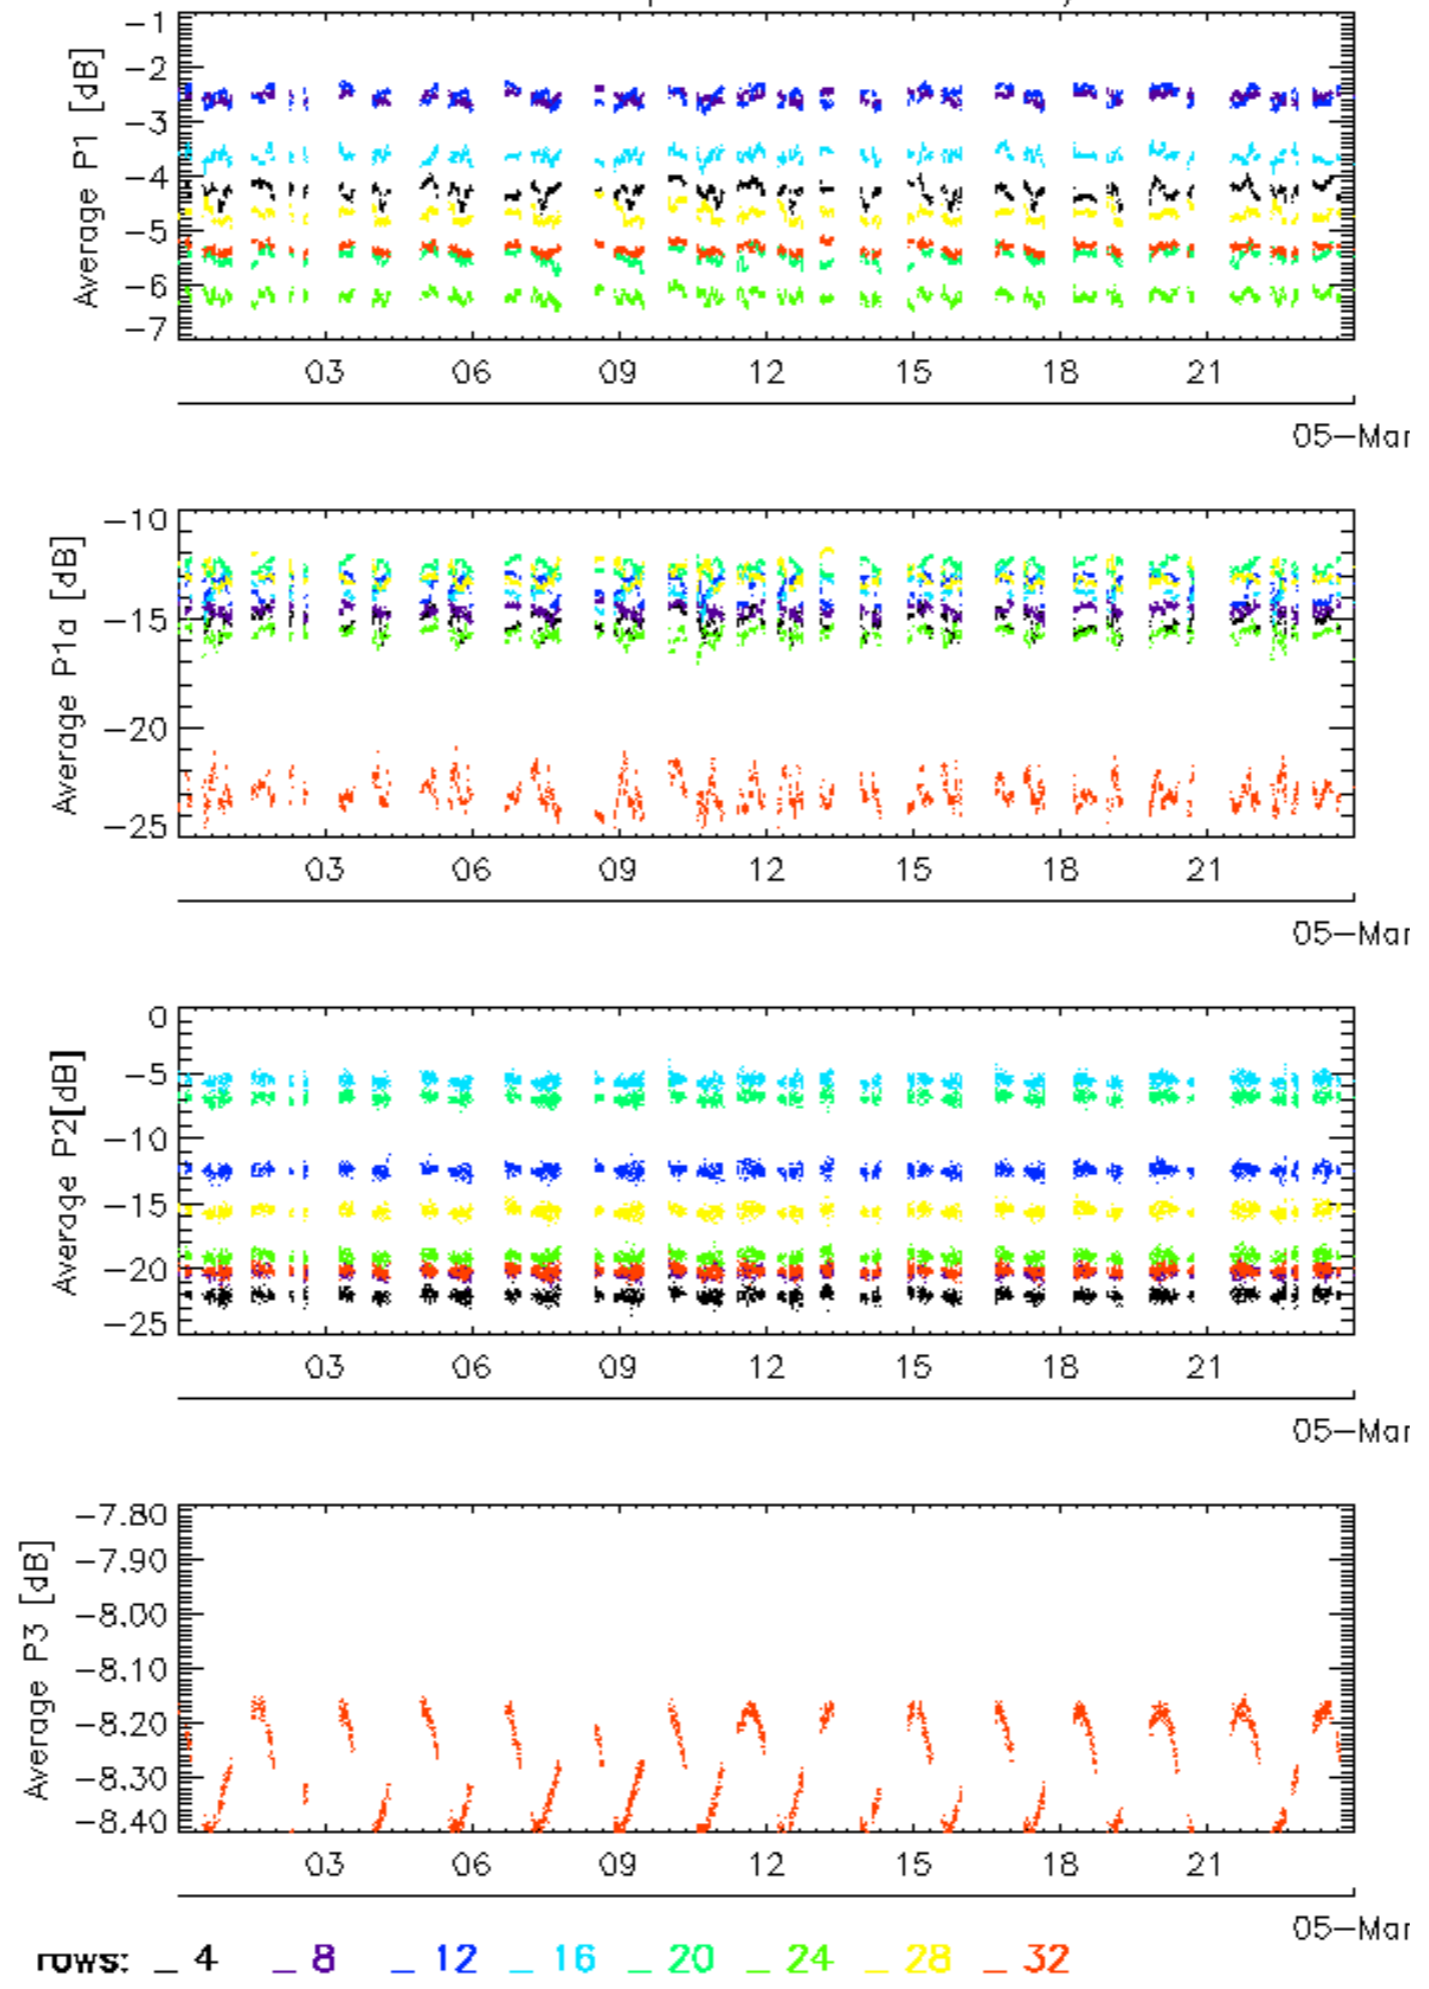 Average P1 [dB]
−1
−2
−3
−4
−5
−6
−7
03 06 09 12 15 18 21
05−Mar
Average P1a [dB]
−10
−15
−20
−25
03 06 09 12 15 18 21
05−Mar
Average P2[dB]
0
−5
−10
−15
−20
−25
03 06 09 12 15 18 21
05−Mar
Average P3 [dB]
−7.80
−7.90
−8.00
−8.10
−8.20
−8.30
−8.40
03 06 09 12 15 18 21
05−Mar
rows: _ 4 _ 8 _ 12 _ 16 _ 20 _ 24 _ 28 _ 32